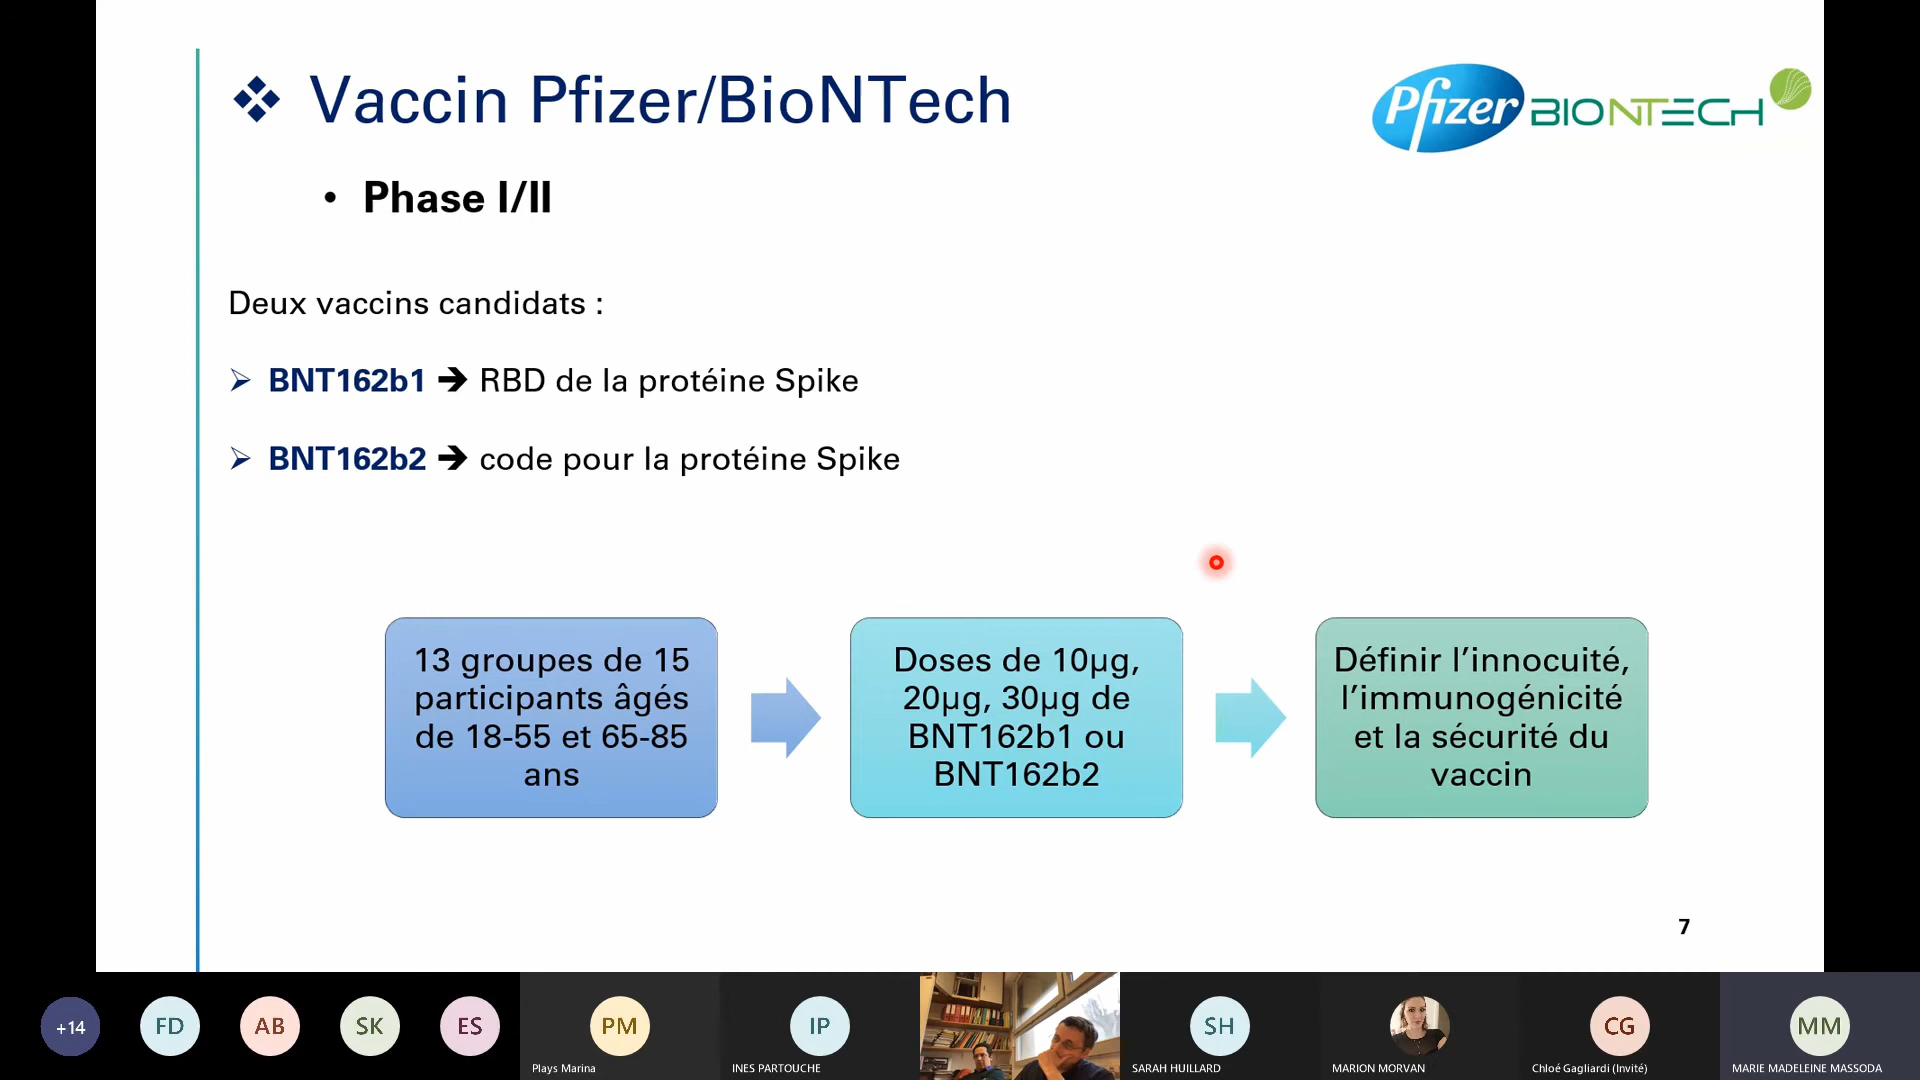 ❖ Vaccin Pfizer/BioNTech
Pfizer BIONTECH
• Phase I/II
Deux vaccins candidats :
➢ BNT162b1 ➔ RBD de la protéine Spike
➢ BNT162b2 ➔ code pour la protéine Spike
13 groupes de 15
participants âgés
de 18-55 et 65-85
ans
Doses de 10µg,
20µg, 30µg de
BNT162b1 ou
BNT162b2
Définir l’innocuité,
l’immunogénicité
et la sécurité du
vaccin
7
+14
FD
AB
SK
ES
PM
Plays Marina
IP
INES PARTOUCHE
SH
SARAH HUILLARD
MARION MORVAN
CG
Chloé Gagliardi (Invité)
MM
MARIE MADELEINE MASSODA